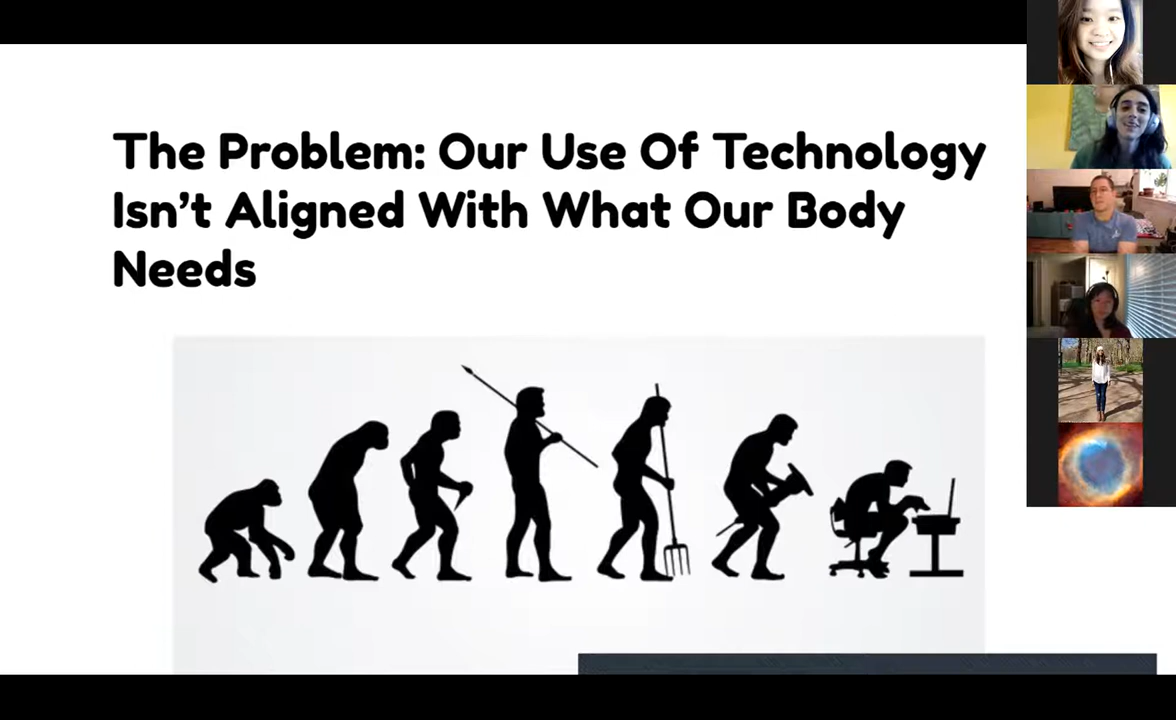 The Problem: Our Use Of Technology
Isn’t Aligned With What Our Body
Needs